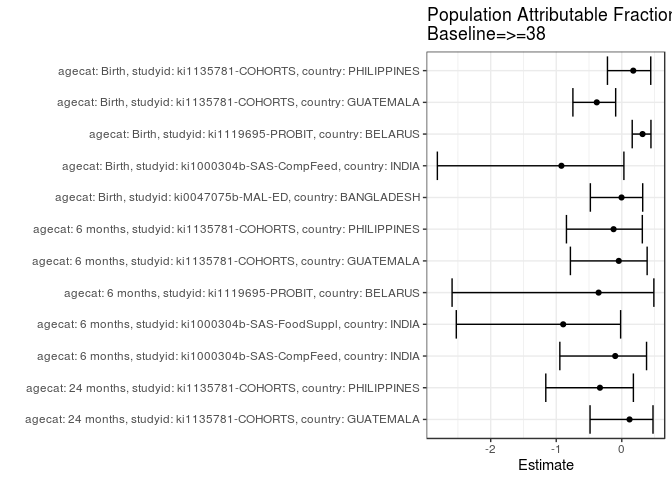 Population Attributable Fraction
Baseline=>=38
agecat: Birth, studyid: ki1135781-COHORTS, country: PHILIPPINES
agecat: Birth, studyid: ki1135781-COHORTS, country: GUATEMALA
agecat: Birth, studyid: ki1119695-PROBIT, country: BELARUS
agecat: Birth, studyid: ki1000304b-SAS-CompFeed, country: INDIA
agecat: Birth, studyid: ki0047075b-MAL-ED, country: BANGLADESH
agecat: 6 months, studyid: ki1135781-COHORTS, country: PHILIPPINES
agecat: 6 months, studyid: ki1135781-COHORTS, country: GUATEMALA
agecat: 6 months, studyid: ki1119695-PROBIT, country: BELARUS
agecat: 6 months, studyid: ki1000304b-SAS-FoodSuppl, country: INDIA
agecat: 6 months, studyid: ki1000304b-SAS-CompFeed, country: INDIA
agecat: 24 months, studyid: ki1135781-COHORTS, country: PHILIPPINES
agecat: 24 months, studyid: ki1135781-COHORTS, country: GUATEMALA
-2 -1 0
Estimate